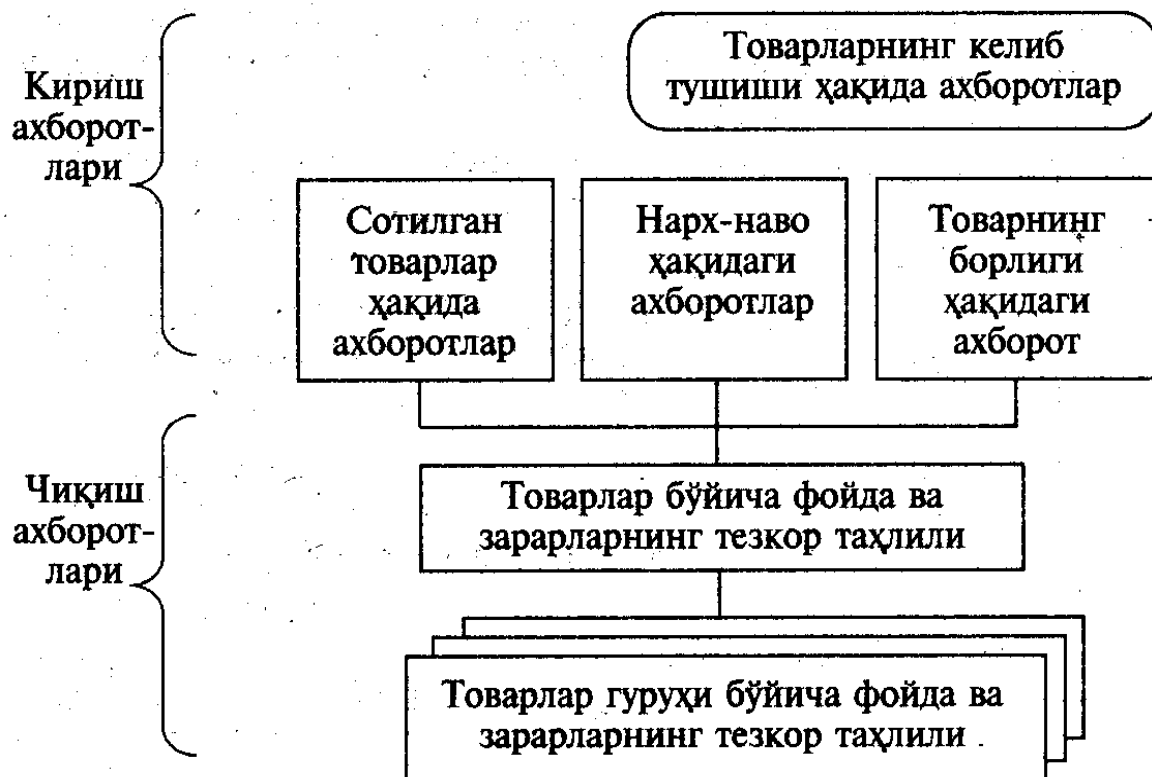 Кириш
ахборот-
лари
Товарларнинг келиб
тушиши ҳақида ахборотлар
Сотилган
товарлар
ҳақида
ахборотлар
Нарх-наво
ҳақидаги
ахборотлар
Товарнинг
борлиги
ҳақидаги
ахборот
Чиқиш
ахборот-
лари
Товарлар бўйича фойда ва
зарарларнинг тезкор таҳлили
Товарлар гуруҳи бўйича фойда ва
зарарларнинг тезкор таҳлили